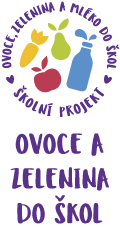 OVOCE, ZELENINA A MLÉKO DO ŠKOL
ŠKOLNÍ PROJEKT
OVOCE A
ZELENINA
DO ŠKOL